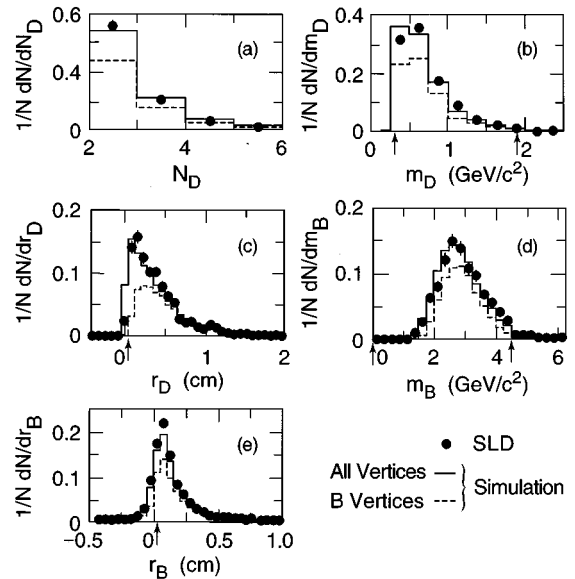 0.6
0.4
0.2
0
1/N dN/dN_D
(a)
2 4 6
N_D
0.4
0.2
0
1/N dN/dm_D
(b)
0 1 2
m_D (GeV/c²)
0.2
0.1
0
1/N dN/dr_D
(c)
0 1 2
r_D (cm)
0.2
0.1
0
1/N dN/dm_B
(d)
0 2 4 6
m_B (GeV/c²)
0.2
0.1
0
1/N dN/dr_B
(e)
−0.5 0 0.5 1.0
r_B (cm)
SLD
All Vertices
B Vertices
Simulation